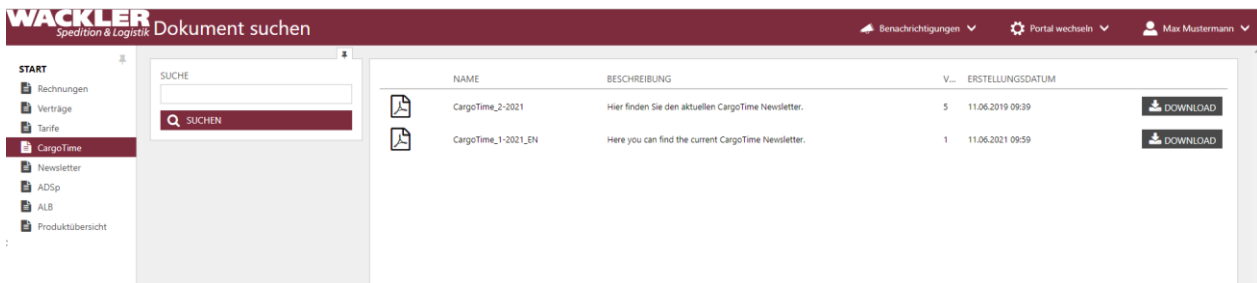 WACKLER
Spedition & Logistik
Dokument suchen
Benachrichtigungen
Portal wechseln
Max Mustermann
START
Rechnungen
Verträge
Tarife
CargoTime
Newsletter
ADSp
ALB
Produktübersicht
SUCHE
SUCHEN
NAME BESCHREIBUNG V... ERSTELLUNGSDATUM
CargoTime_2-2021 Hier finden Sie den aktuellen CargoTime Newsletter. 5 11.06.2019 09:39 DOWNLOAD
CargoTime_1-2021_EN Here you can find the current CargoTime Newsletter. 1 11.06.2021 09:59 DOWNLOAD